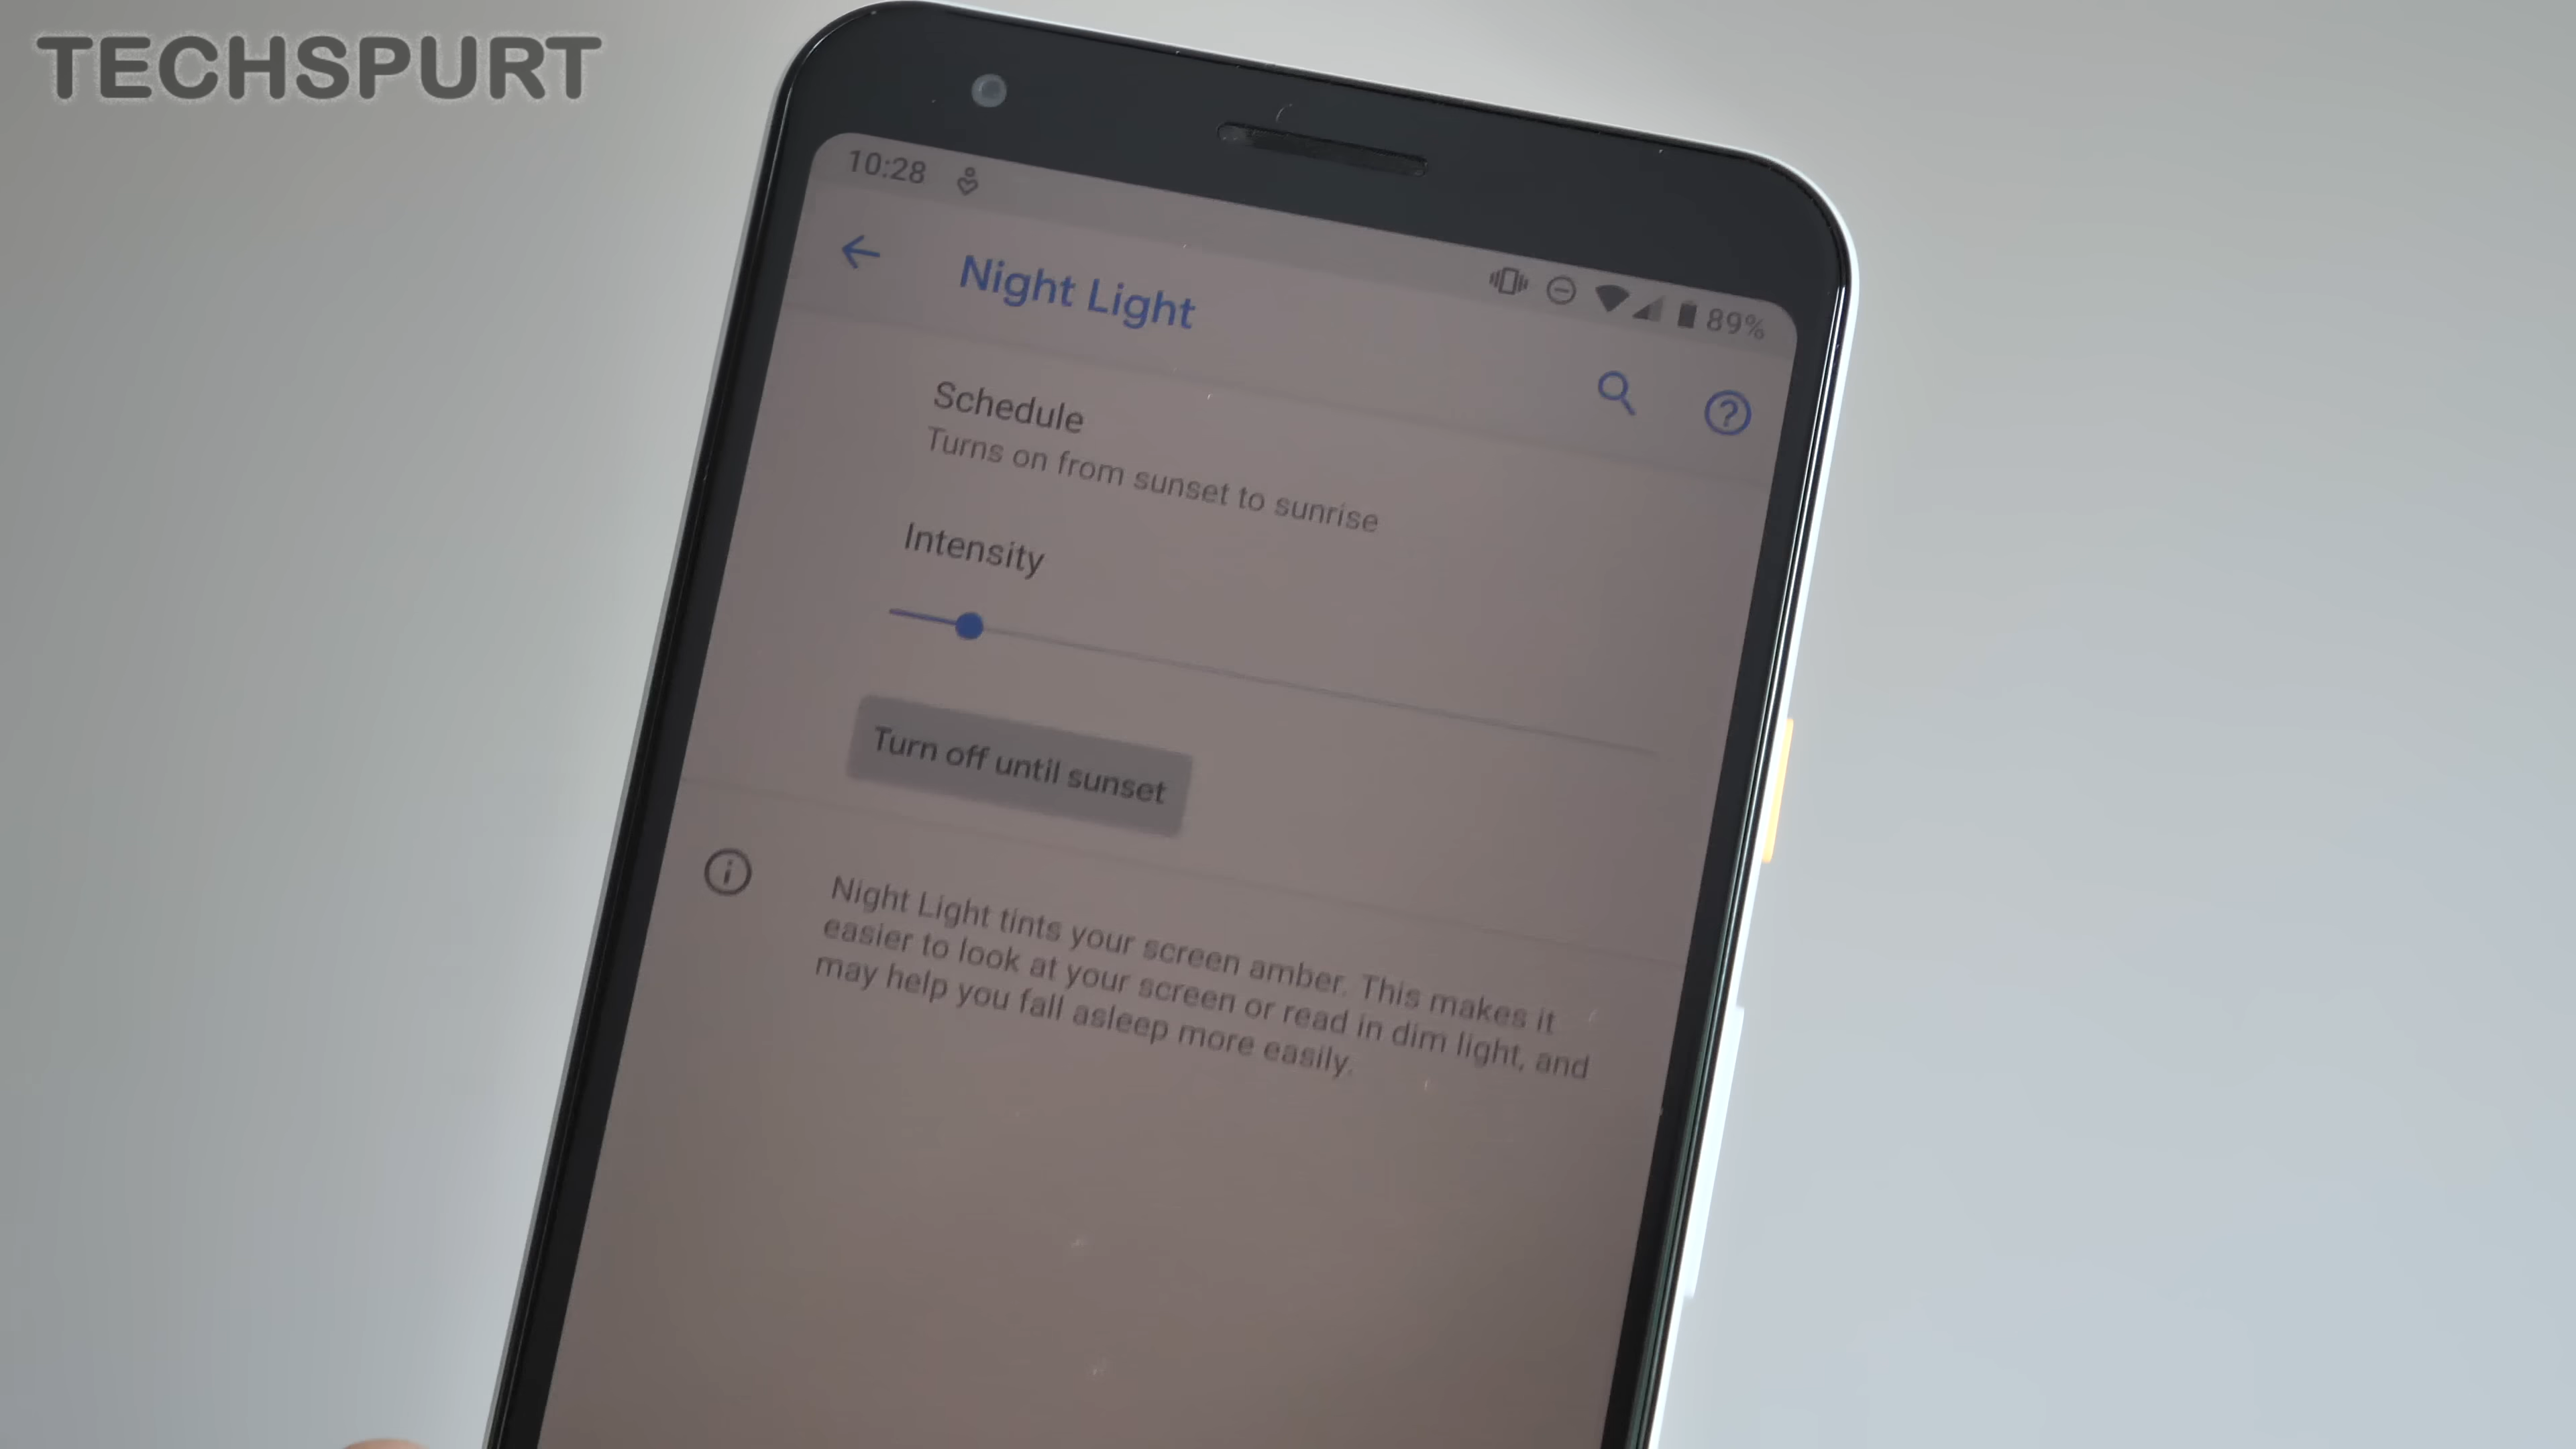 TECHSPURT
10:28
89%
Night Light
Schedule
Turns on from sunset to sunrise
Intensity
Turn off until sunset
Night Light tints your screen amber. This makes it
easier to look at your screen or read in dim light, and
may help you fall asleep more easily.